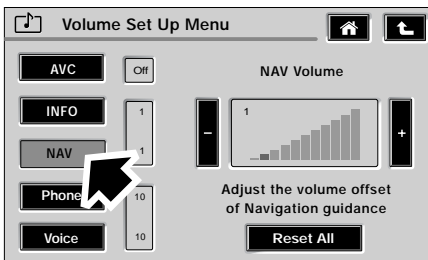 Volume Set Up Menu
AVC
Off
NAV Volume
INFO
1
NAV
1
1
-
+
Phone
10
Voice
10
Adjust the volume offset
of Navigation guidance
Reset All